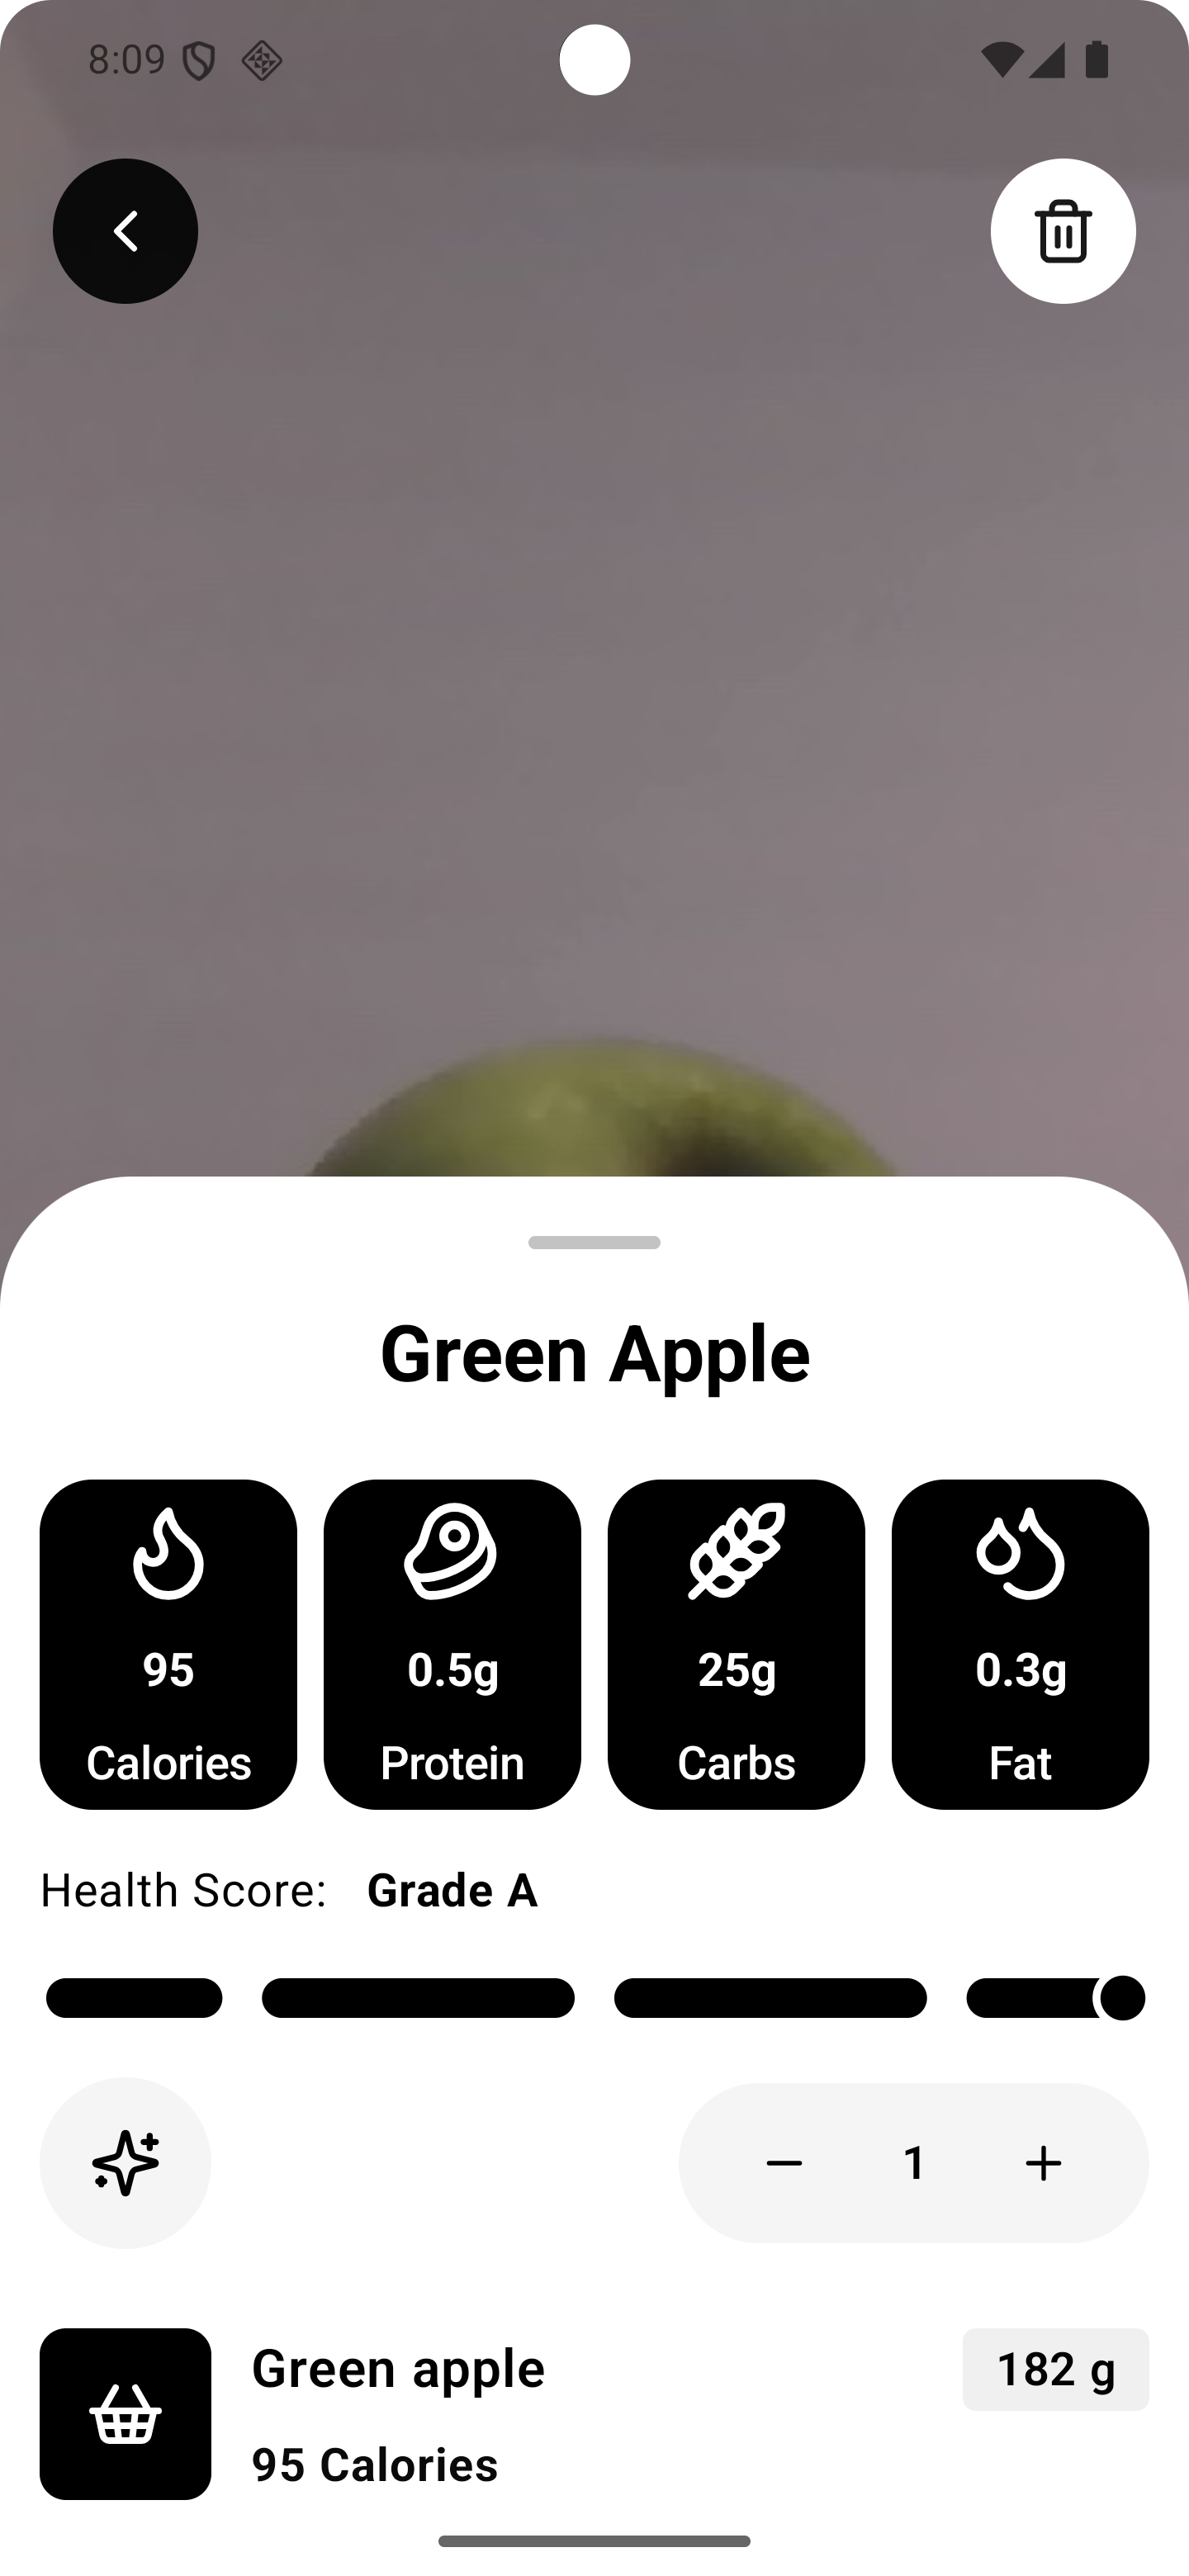 8:09
Green Apple
95 0.5g 25g 0.3g
Calories Protein Carbs Fat
Health Score: Grade A
1
Green apple 182 g
95 Calories